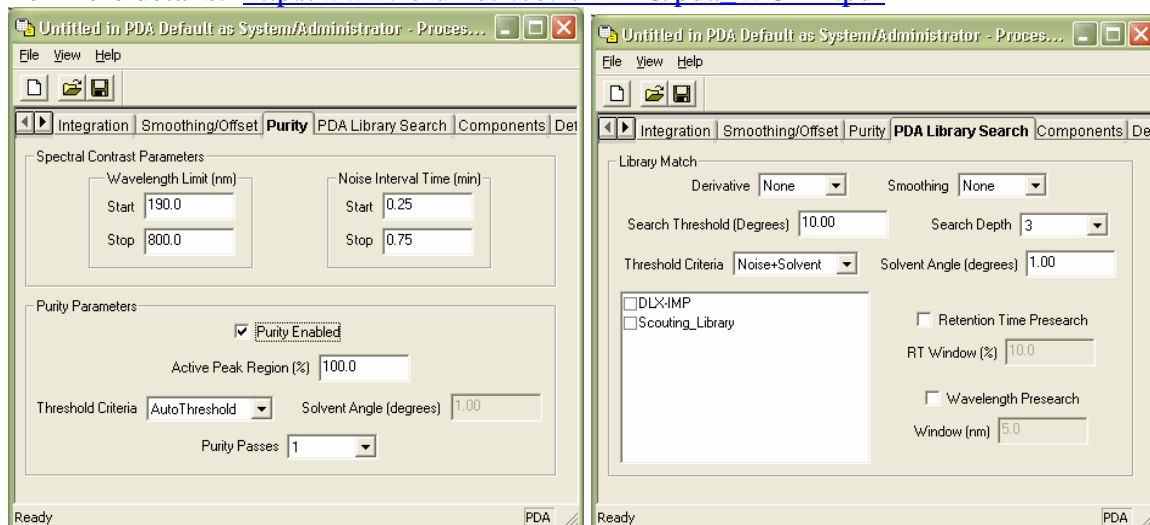 Untitled in PDA Default as System/Administrator - Proces...
File View Help
Integration Smoothing/Offset Purity PDA Library Search Components Def
Spectral Contrast Parameters
Wavelength Limit (nm)
Start 190.0
Stop 800.0
Noise Interval Time (min)
Start 0.25
Stop 0.75
Purity Parameters
Purity Enabled
Active Peak Region (%) 100.0
Threshold Criteria AutoThreshold Solvent Angle (degrees) 1.00
Purity Passes 1
Ready PDA
Untitled in PDA Default as System/Administrator - Proces...
File View Help
Integration Smoothing/Offset Purity PDA Library Search Components De
Library Match
Derivative None Smoothing None
Search Threshold (Degrees) 10.00 Search Depth 3
Threshold Criteria Noise+Solvent Solvent Angle (degrees) 1.00
DLX-IMP
Scouting_Library
Retention Time Presearch
RT Window (%) 10.0
Wavelength Presearch
Window (nm) 5.0
Ready PDA